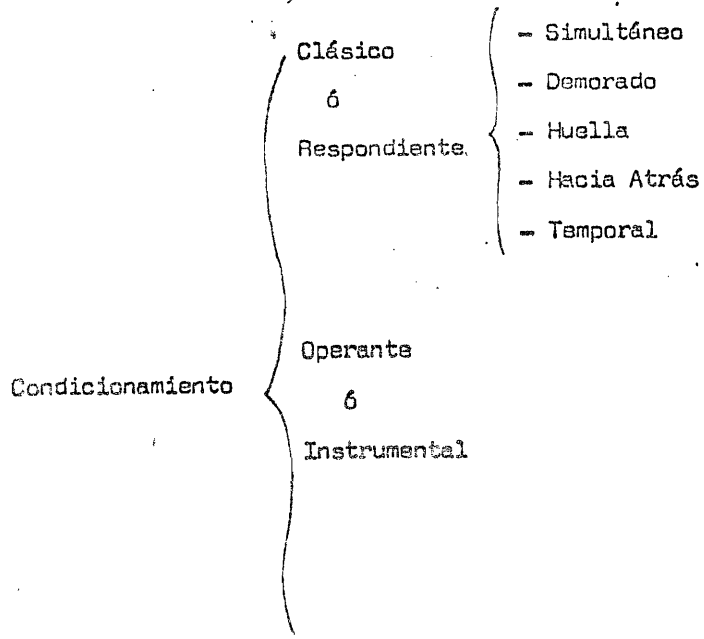 Clásico
ó
Respondiente
- Simultáneo
- Demorado
- Huella
- Hacia Atrás
- Temporal
Condicionamiento
Operante
ó
Instrumental